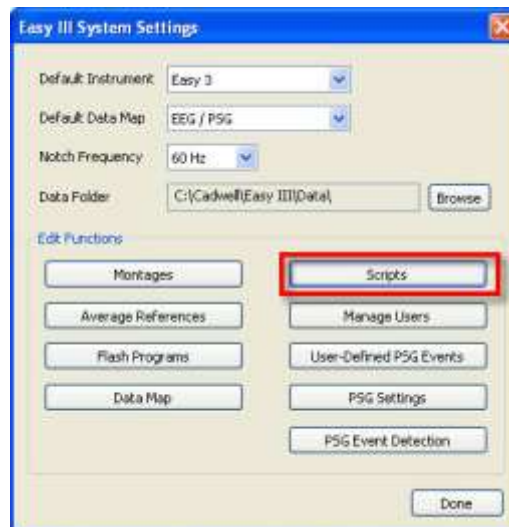 Easy III System Settings
Default Instrument Easy 3
Default Data Map EEG / PSG
Notch Frequency 60 Hz
Data Folder C:\Cadwell\Easy III\Data\ Browse
Edit Functions
Montages Scripts
Average References Manage Users
Flash Programs User-Defined PSG Events
Data Map PSG Settings
PSG Event Detection
Done